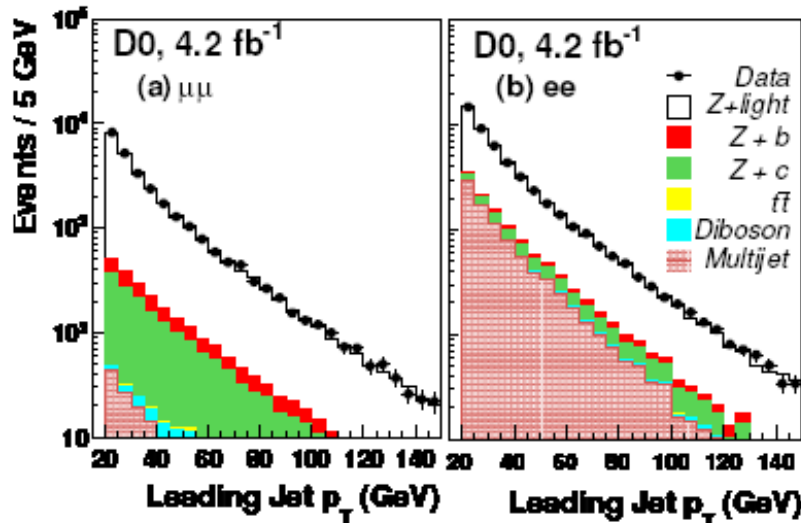 D0, 4.2 fb⁻¹
(a) μμ
Events / 5 GeV
10⁵
10⁴
10³
10²
10
20 40 60 80 100 120 140
Leading Jet p_T (GeV)
D0, 4.2 fb⁻¹
(b) ee
Data
Z+light
Z + b
Z + c
tt̄
Diboson
Multijet
20 40 60 80 100 120 140
Leading Jet p_T (GeV)